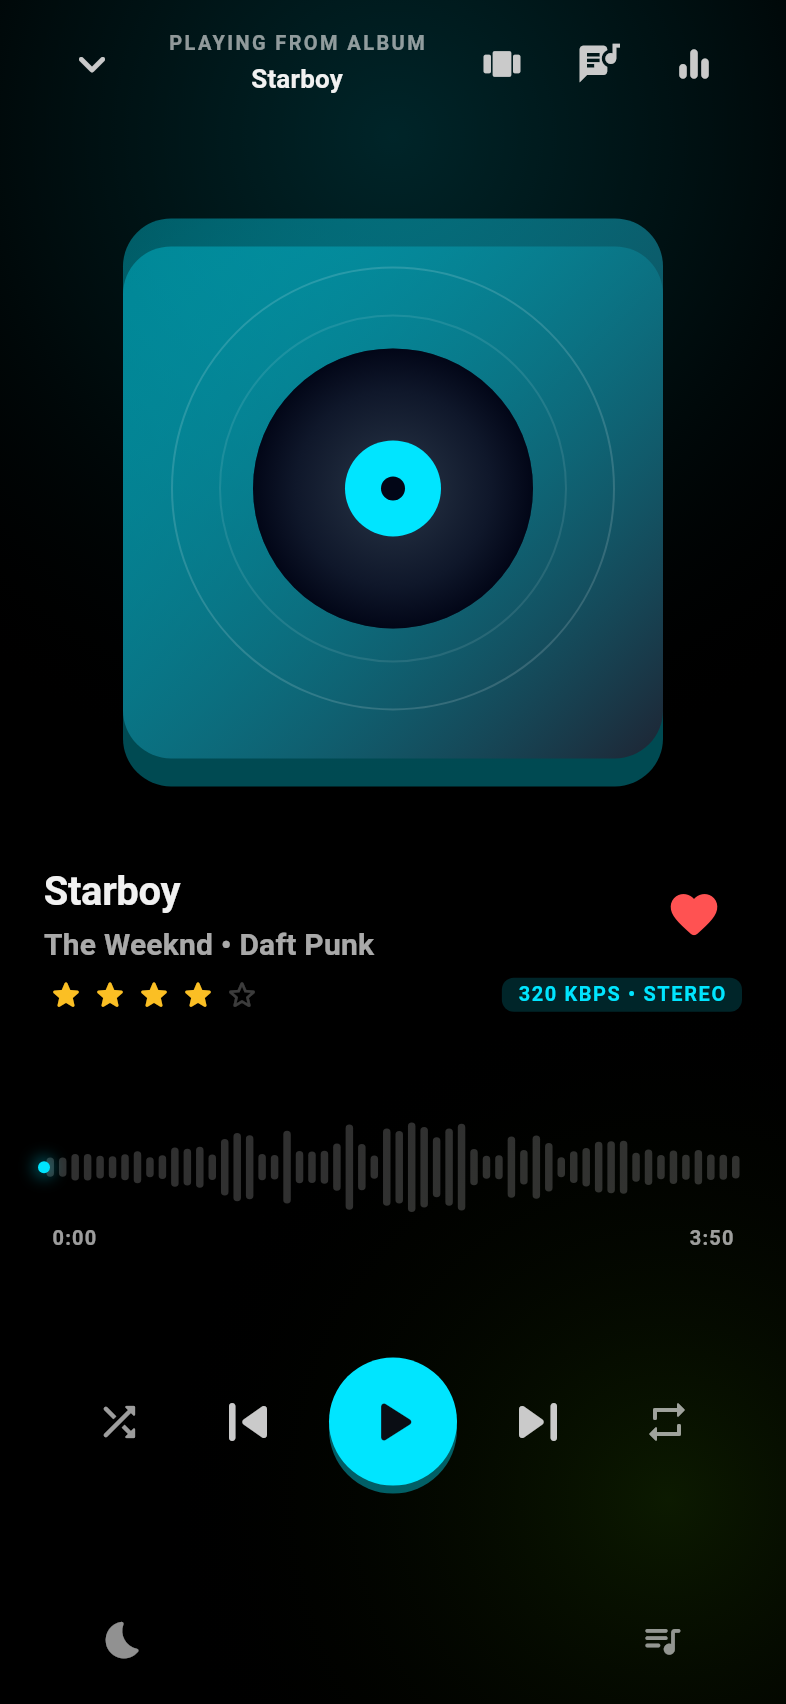 PLAYING FROM ALBUM
Starboy
Starboy
The Weeknd • Daft Punk
320 KBPS • STEREO
0:00
3:50